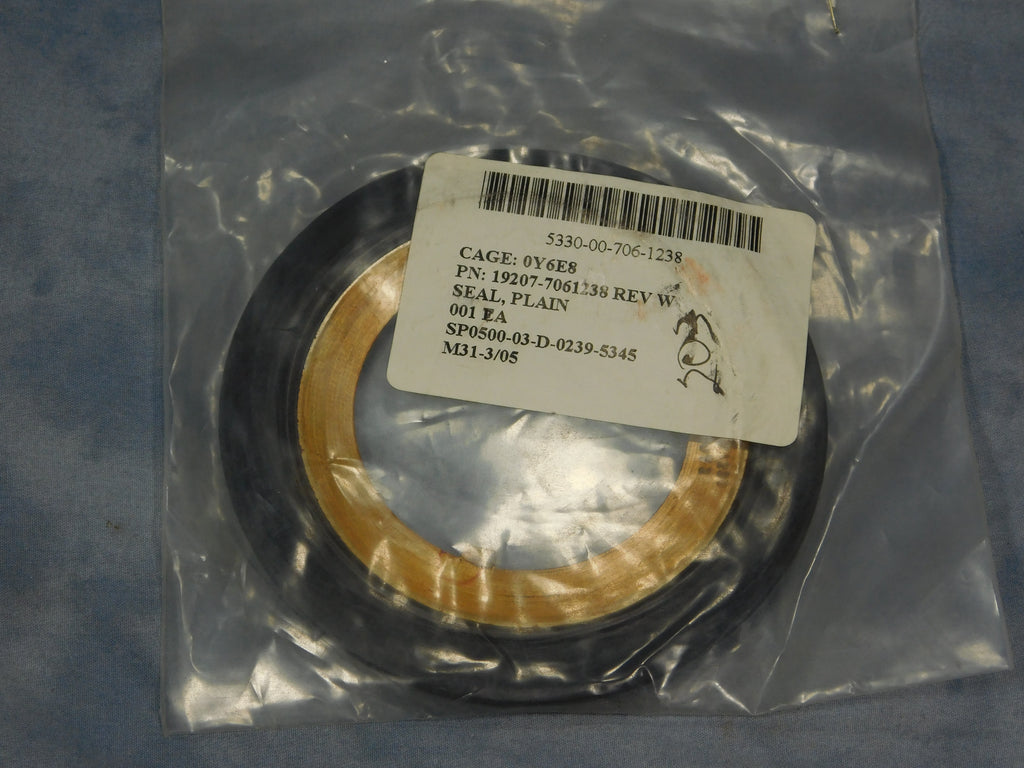 5330-00-706-1238
CAGE: 0Y6E8
PN: 19207-7061238 REV W
SEAL, PLAIN
001 EA
SP0500-03-D-0239-5345
M31-3/05